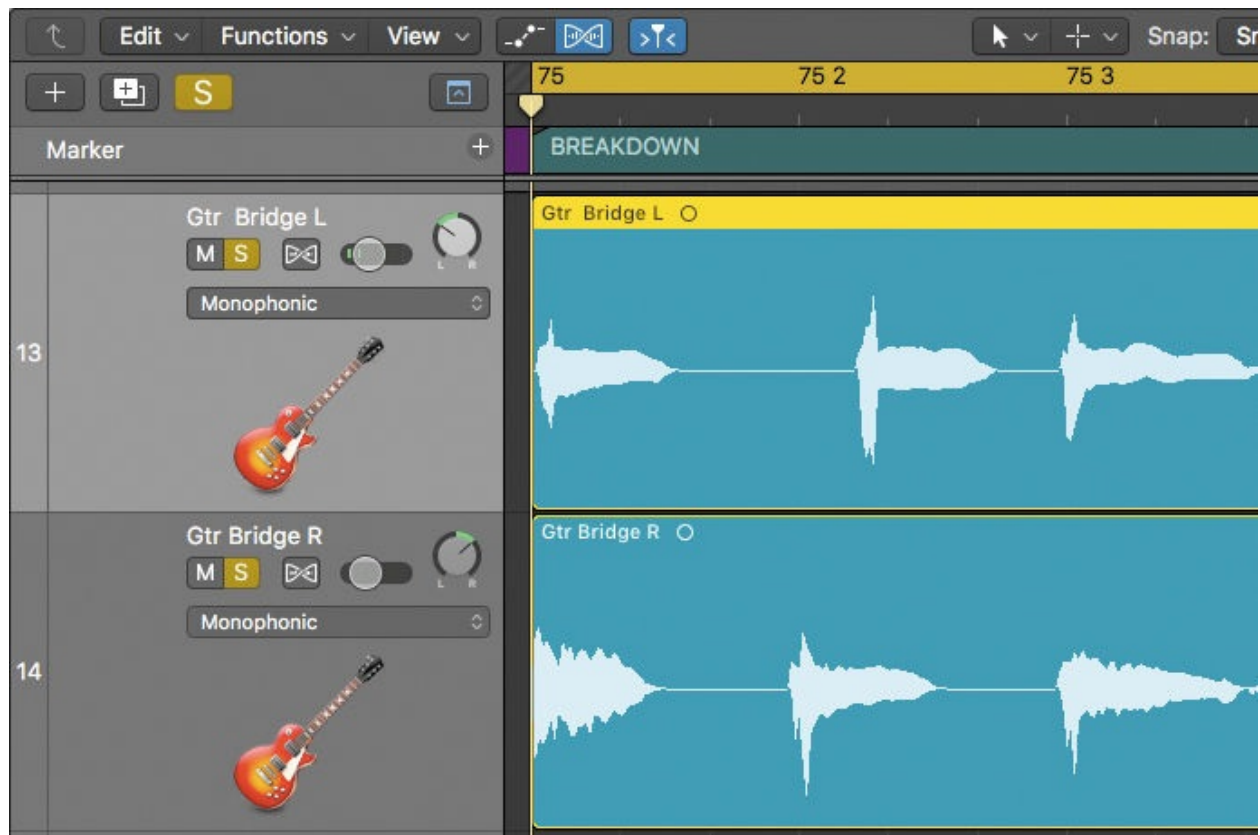 Edit Functions View Snap: Sn
S 75 75 2 75 3
Marker BREAKDOWN
Gtr Bridge L
M S
L R
Monophonic
13
Gtr Bridge L
Gtr Bridge R
M S
L R
Monophonic
14
Gtr Bridge R